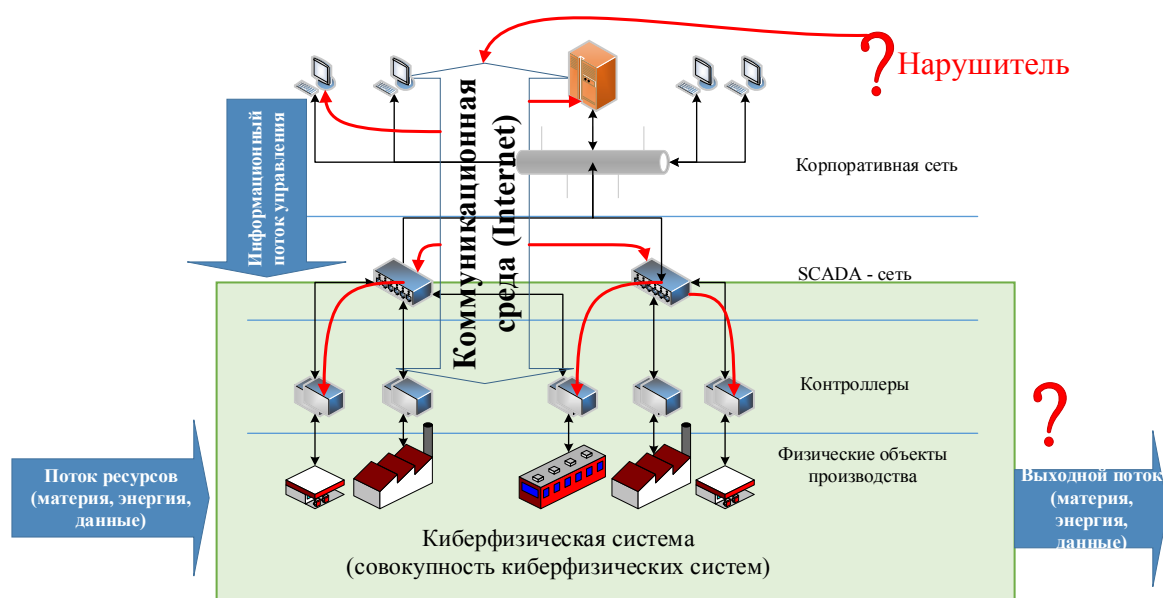 ?
Нарушитель
Коммуникационная
среда (Internet)
Информационный
поток управления
Корпоративная сеть
SCADA - сеть
Контроллеры
?
Физические объекты
производства
Поток ресурсов
(материя, энергия,
данные)
Выходной поток
(материя,
энергия,
данные)
Киберфизическая система
(совокупность киберфизических систем)